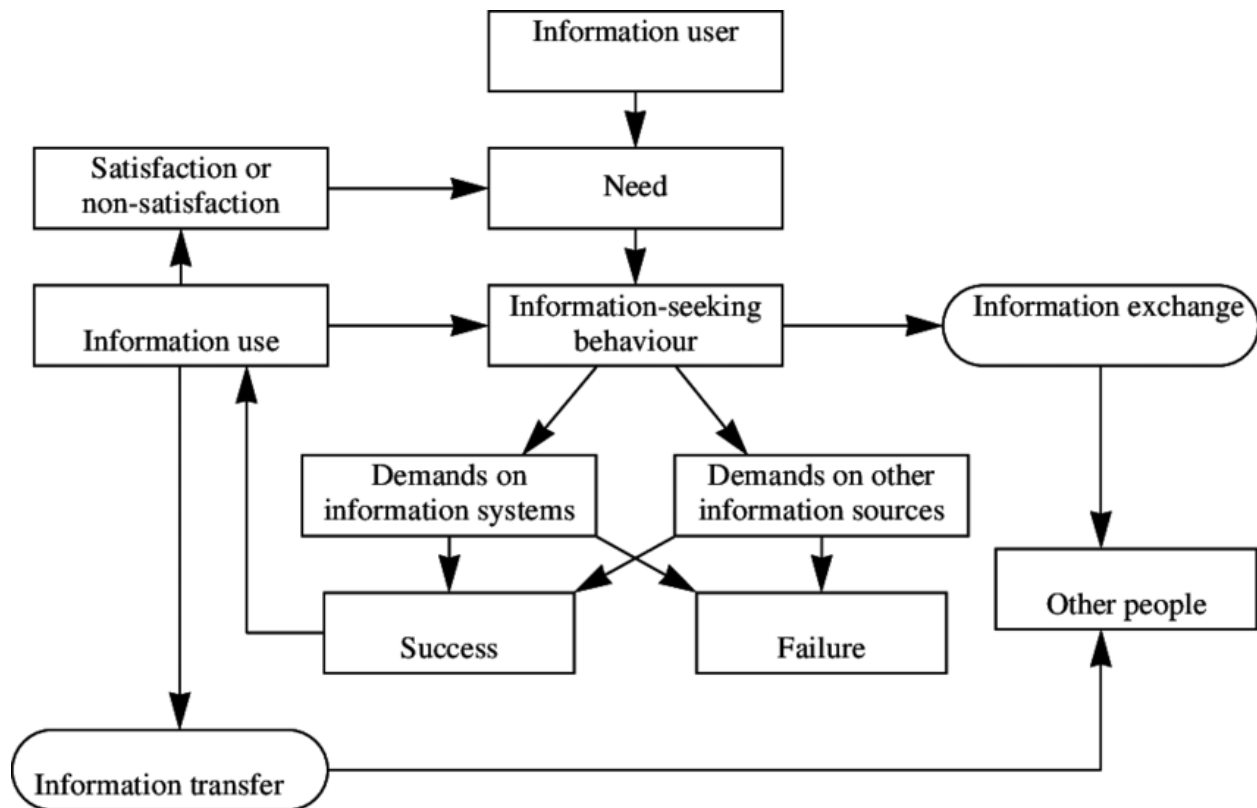 Information user
Satisfaction or
non-satisfaction
Need
Information use
Information-seeking
behaviour
Information exchange
Demands on
information systems
Demands on other
information sources
Other people
Success
Failure
Information transfer